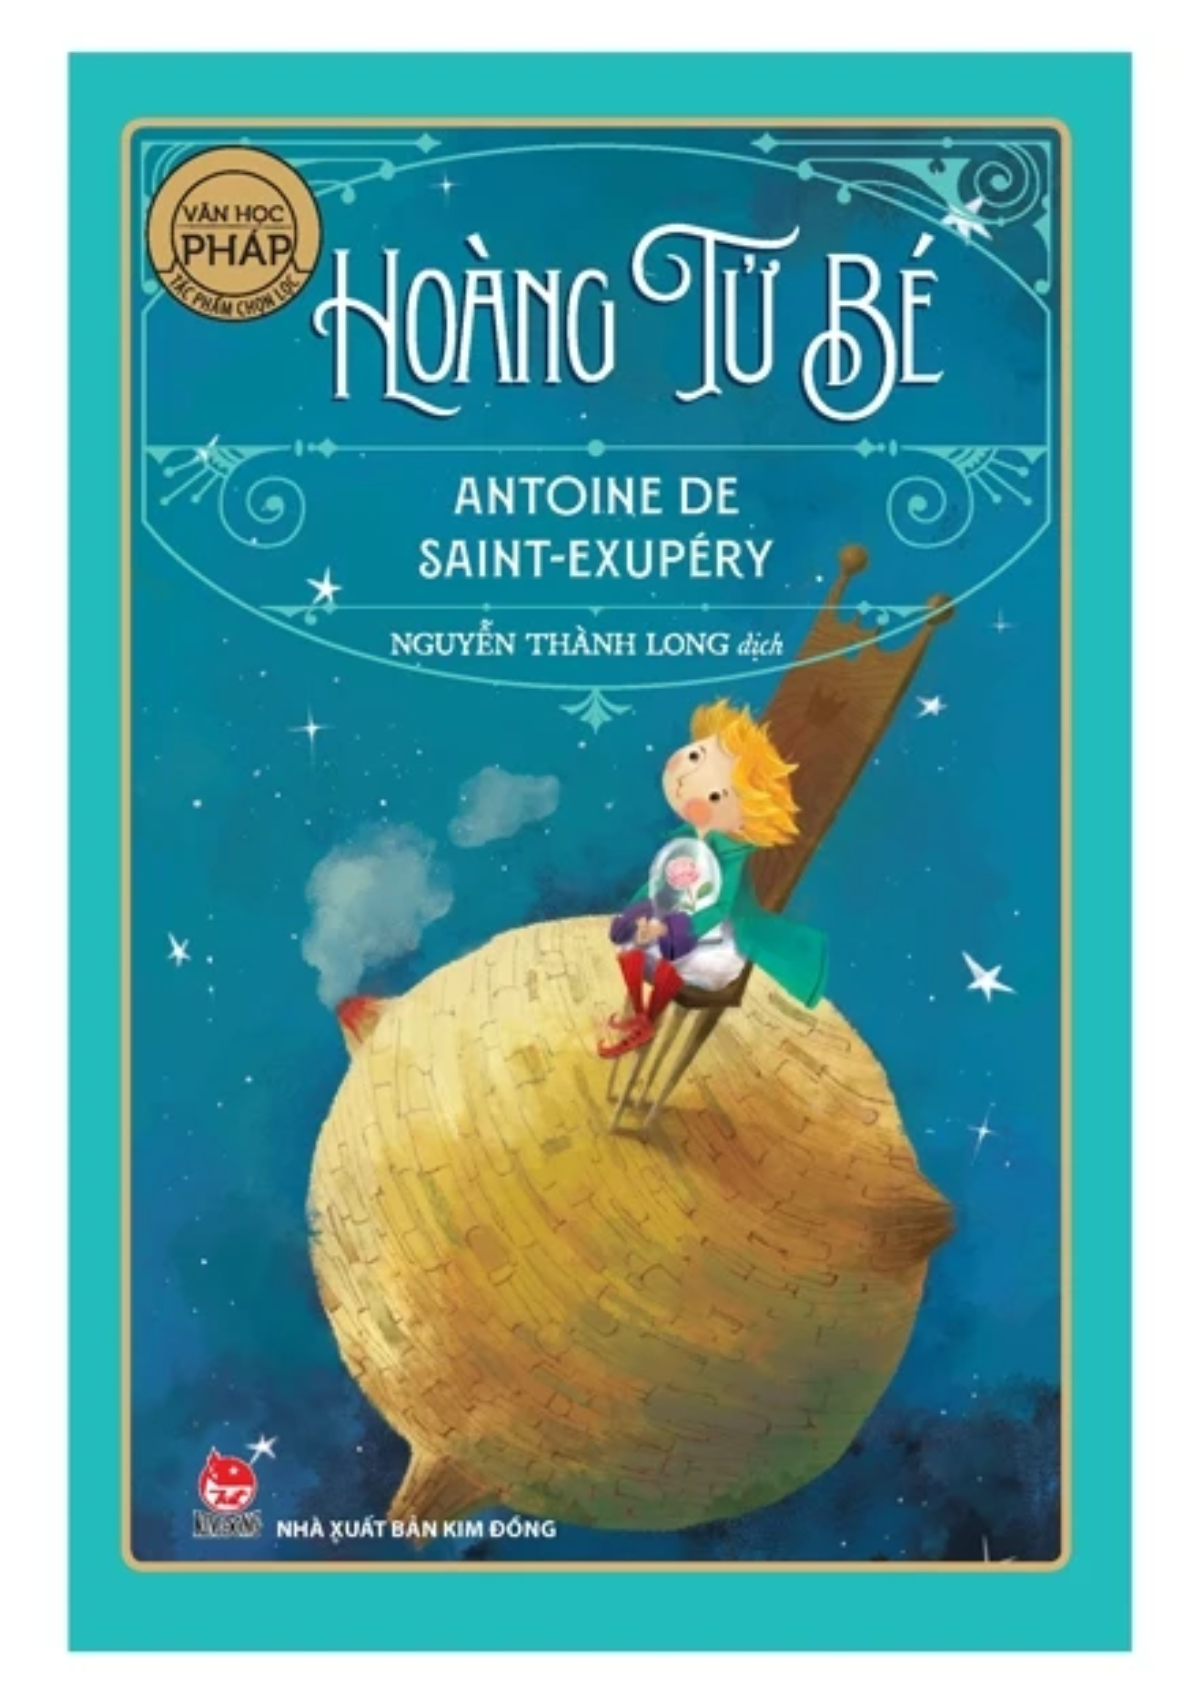 VĂN HỌC
PHÁP
TÁC PHẨM CHỌN LỌC
HOÀNG TỬ BÉ
ANTOINE DE
SAINT-EXUPÉRY
NGUYỄN THÀNH LONG dịch
NHÀ XUẤT BẢN KIM ĐỒNG